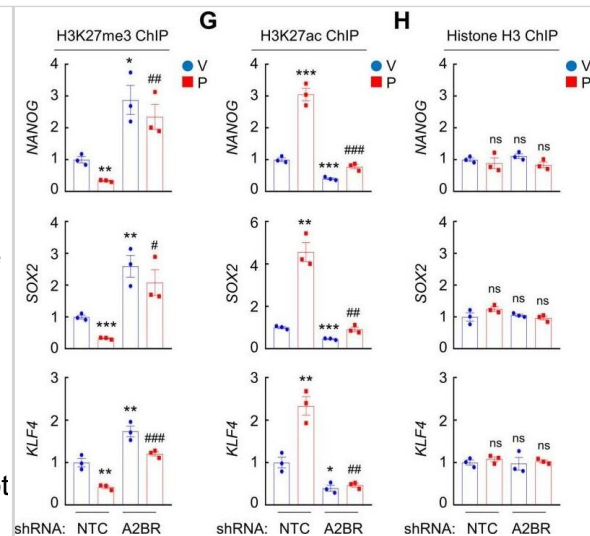 H3K27me3 ChIP
V
P
4
3
2
1
0
NANOG
*
**
##
4
3
2
1
0
SOX2
**
***
#
3
2
1
0
KLF4
**
**
###
shRNA: NTC A2BR
pt
G
H3K27ac ChIP
V
P
4
3
2
1
0
NANOG
***
***
###
6
4
2
0
SOX2
**
***
##
3
2
1
0
KLF4
**
*
##
shRNA: NTC A2BR
H
Histone H3 ChIP
V
P
4
3
2
1
0
NANOG
ns ns ns
4
3
2
1
0
SOX2
ns ns ns
3
2
1
0
KLF4
ns ns ns
shRNA: NTC A2BR